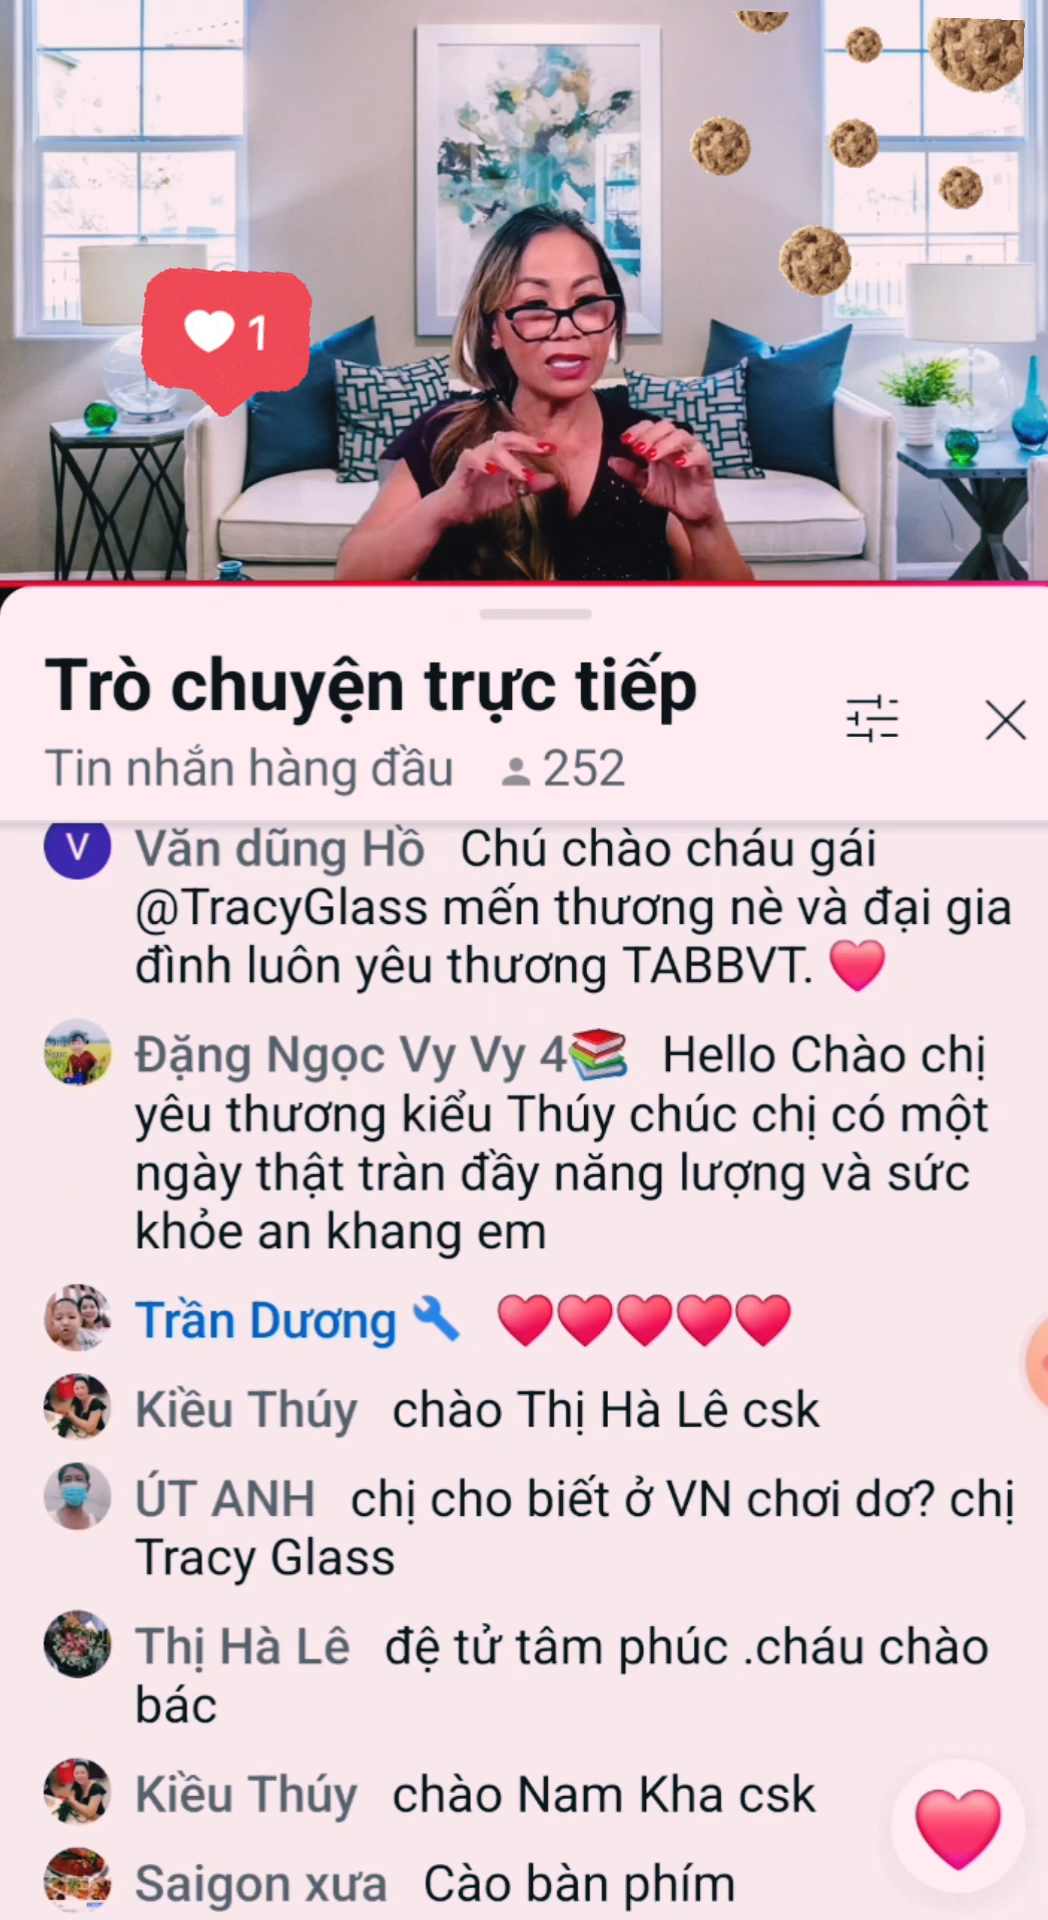 1
Trò chuyện trực tiếp
Tin nhắn hàng đầu 252
V Văn dũng Hồ Chú chào cháu gái
@TracyGlass mến thương nè và đại gia
đình luôn yêu thương TABBVT.
Đặng Ngọc Vy Vy 4📚 Hello Chào chị
yêu thương kiểu Thúy chúc chị có một
ngày thật tràn đầy năng lượng và sức
khỏe an khang em
Trần Dương
Kiều Thúy chào Thị Hà Lê csk
ÚT ANH chị cho biết ở VN chơi dơ? chị
Tracy Glass
Thị Hà Lê đệ tử tâm phúc .cháu chào
bác
Kiều Thúy chào Nam Kha csk
Saigon xưa Cào bàn phím